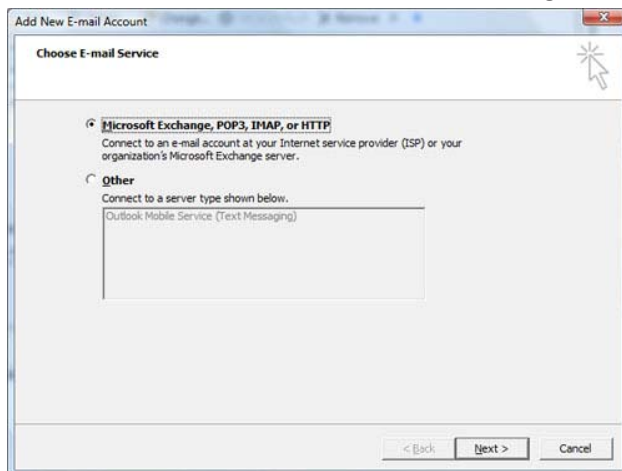 Add New E-mail Account
Choose E-mail Service
Microsoft Exchange, POP3, IMAP, or HTTP
Connect to an e-mail account at your Internet service provider (ISP) or your
organization's Microsoft Exchange server.
Other
Connect to a server type shown below.
Outlook Mobile Service (Text Messaging)
< Back
Next >
Cancel